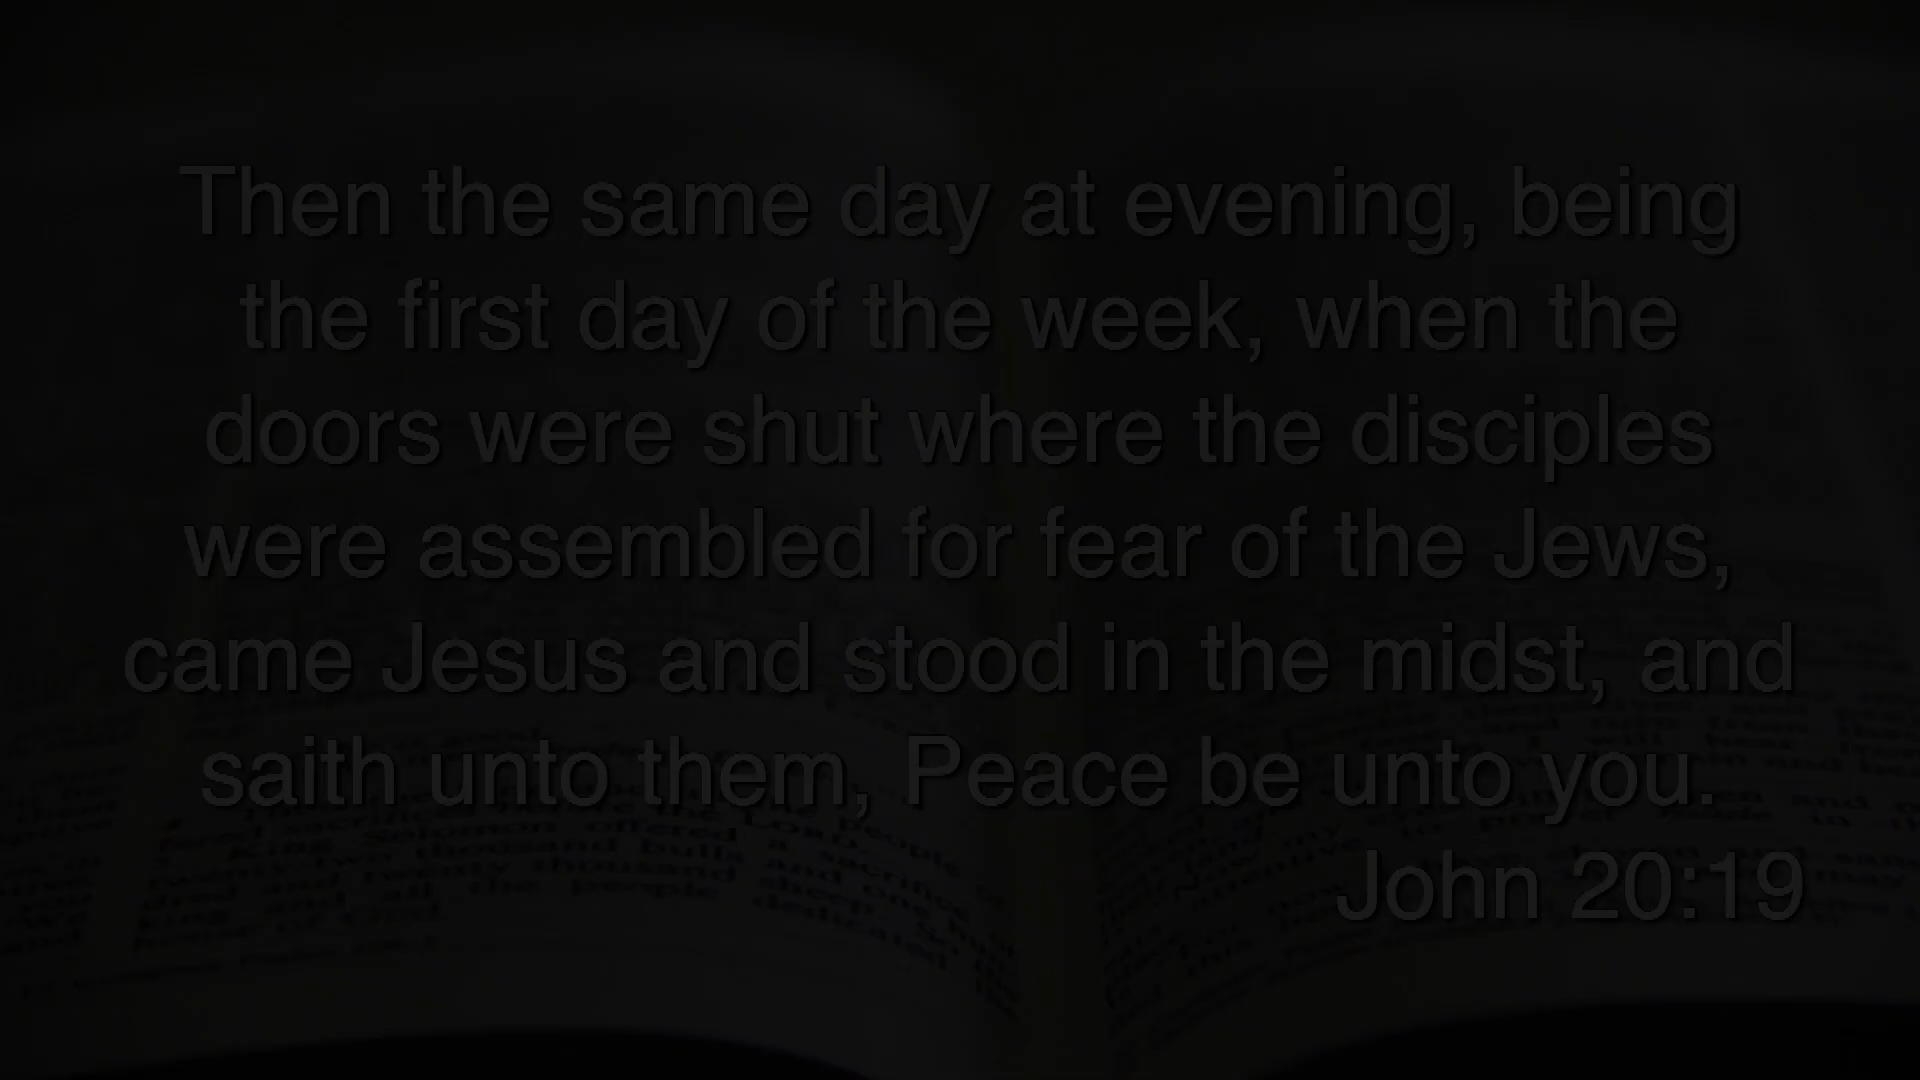 Then the same day at evening, being
the first day of the week, when the
doors were shut where the disciples
were assembled for fear of the Jews,
came Jesus and stood in the midst, and
saith unto them, Peace be unto you.
John 20:19